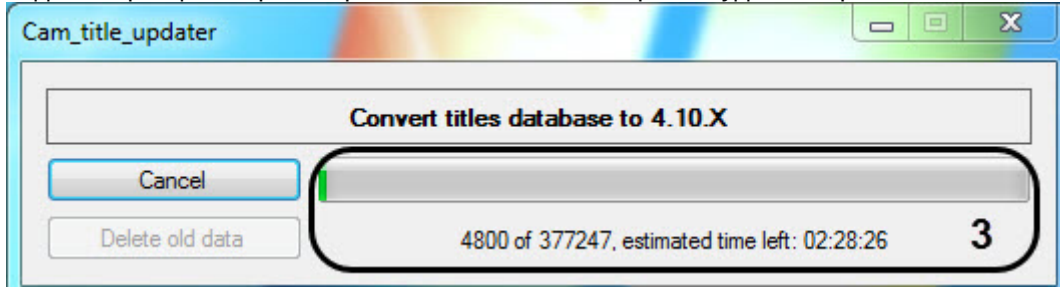 Cam_title_updater
Convert titles database to 4.10.X
Cancel
Delete old data
4800 of 377247, estimated time left: 02:28:26
3